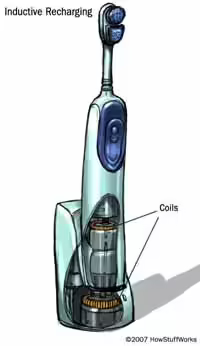 Inductive Recharging
Coils
©2007 HowStuffWorks